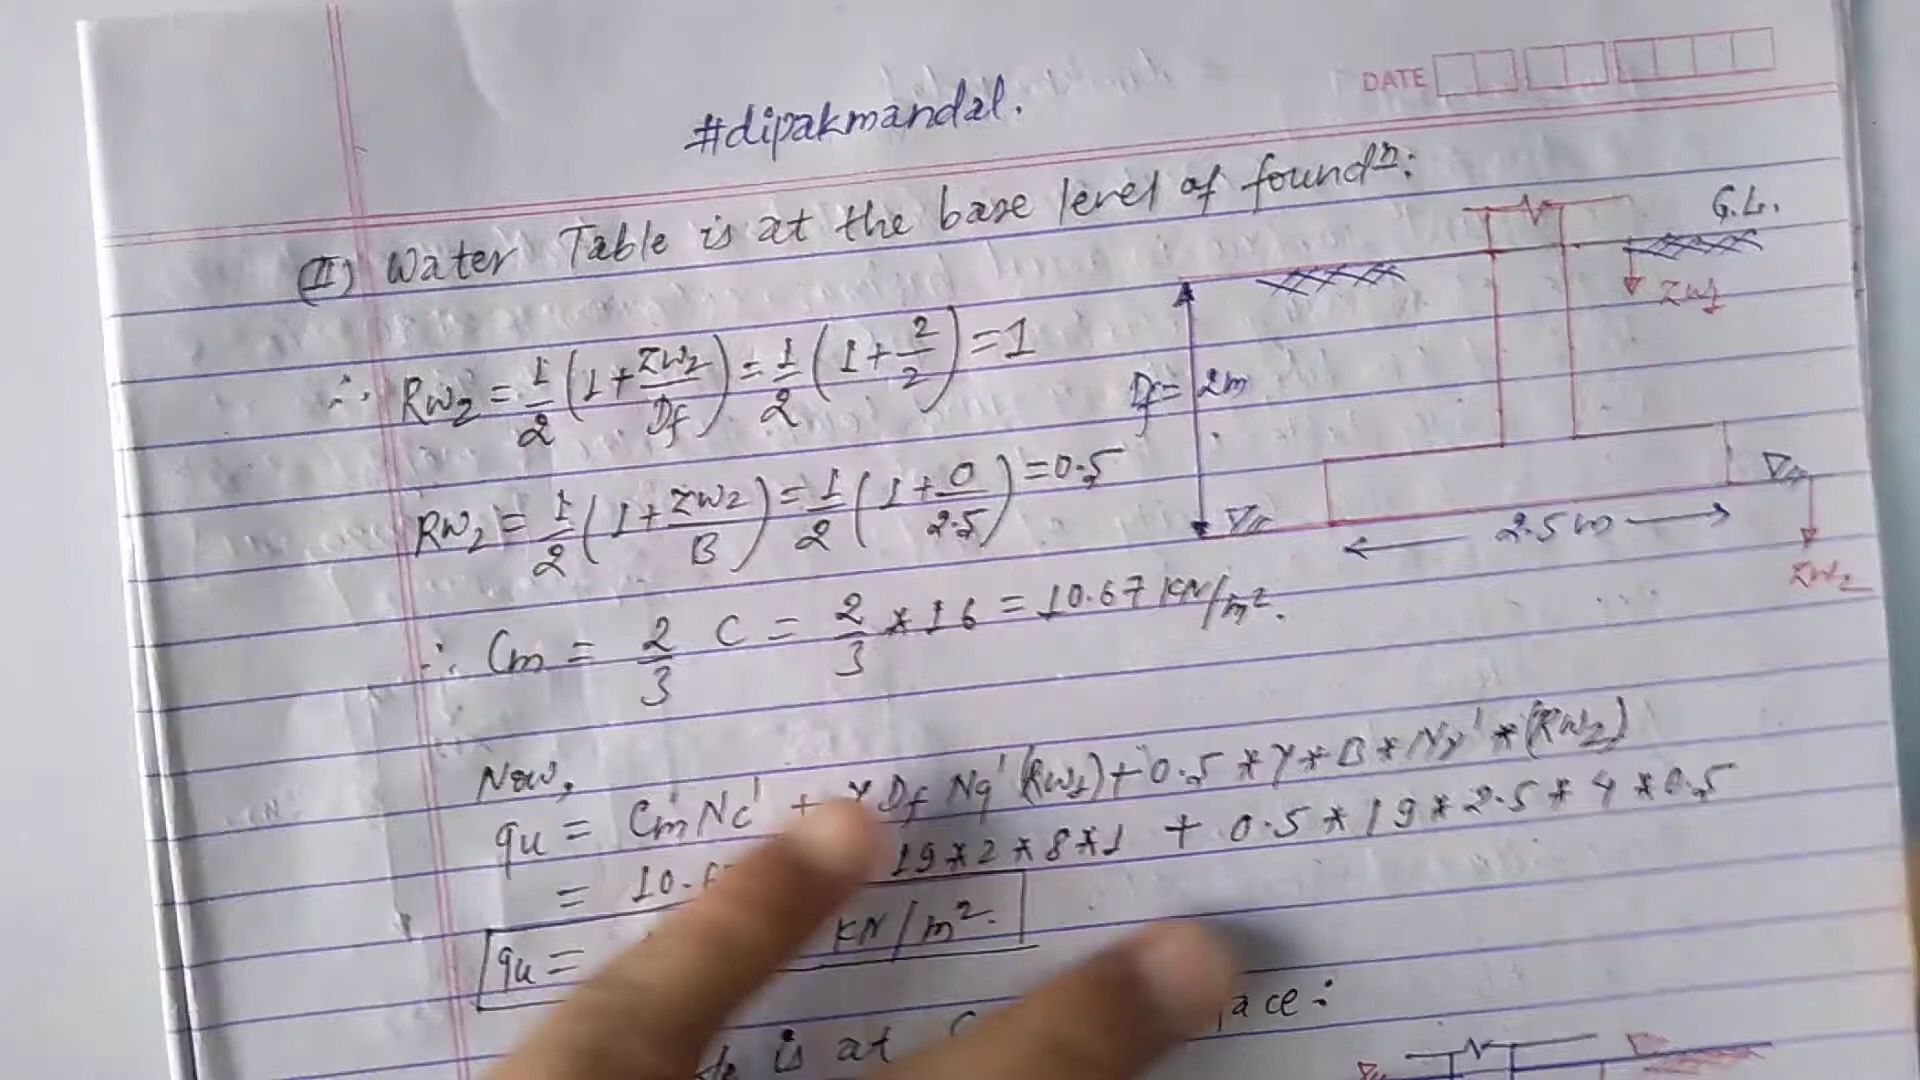 DATE
#dipakmandal.
(II) Water Table is at the base level of foundⁿ:
G.L.
Zw1
∴ Rw2 = 1/2 (1 + Zw2/Df) = 1/2 (1 + 2/2) = 1
Df = 2m
Rw2 = 1/2 (1 + Zw2/B) = 1/2 (1 + 0/2.5) = 0.5
2.5m
Zw2
∴ Cm = 2/3 C = 2/3 * 16 = 10.67 KN/m².
Now,
qu = Cm'Nc' + γ Df Nq' (Rw1) + 0.5 * γ * B * Nγ' * (Rw2)
= 10.6 19*2*8*1 + 0.5 * 19 * 2.5 * 4 * 0.5
qu = KN/m².
is at ace: